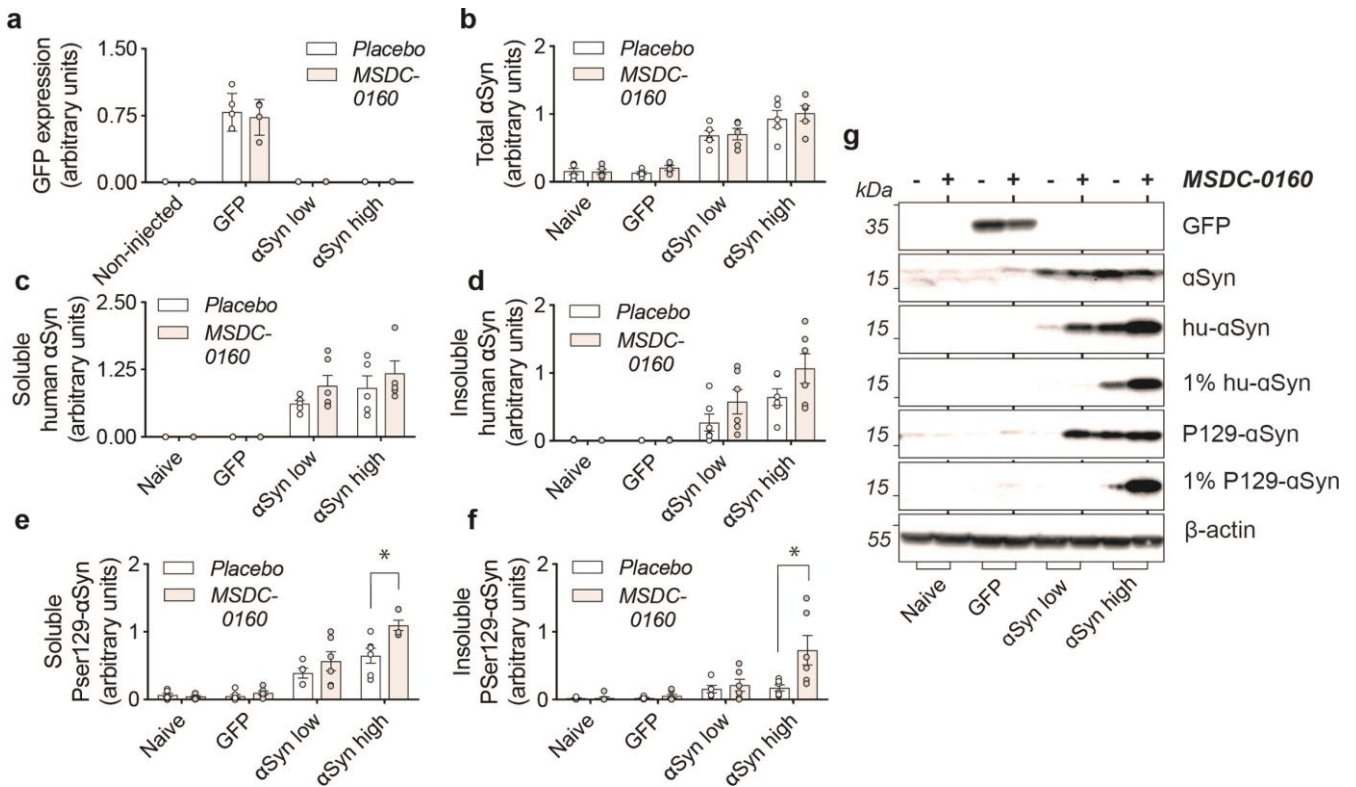 a
GFP expression
(arbitrary units)
1.50
0.75
0.00
Placebo
MSDC-
0160
Non-injected
GFP
αSyn low
αSyn high
b
Total αSyn
(arbitrary units)
2
1
0
Placebo
MSDC-
0160
Naive
GFP
αSyn low
αSyn high
c
Soluble
human αSyn
(arbitrary units)
2.50
1.25
0.00
Placebo
MSDC-
0160
Naive
GFP
αSyn low
αSyn high
d
Insoluble
human αSyn
(arbitrary units)
2
1
0
Placebo
MSDC-
0160
Naive
GFP
αSyn low
αSyn high
e
Soluble
Pser129-αSyn
(arbitrary units)
2
1
0
Placebo
MSDC-
0160
*
Naive
GFP
αSyn low
αSyn high
f
Insoluble
PSer129-αSyn
(arbitrary units)
2
1
0
Placebo
MSDC-
0160
*
Naive
GFP
αSyn low
αSyn high
g
kDa - + - + - + - + MSDC-0160
35 GFP
15 αSyn
15 hu-αSyn
15 1% hu-αSyn
15 P129-αSyn
15 1% P129-αSyn
55 β-actin
Naive
GFP
αSyn low
αSyn high